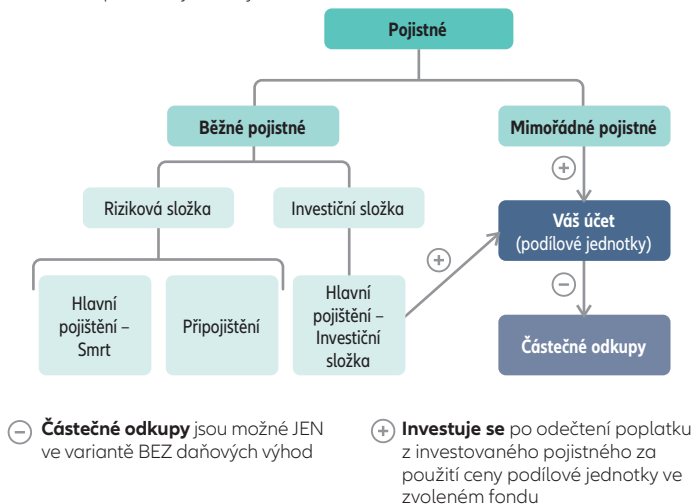 Pojistné
Běžné pojistné
Mimořádné pojistné
Riziková složka
Investiční složka
Váš účet
(podílové jednotky)
Hlavní
pojištění –
Smrt
Připojištění
Hlavní
pojištění –
Investiční
složka
Částečné odkupy
Částečné odkupy jsou možné JEN
ve variantě BEZ daňových výhod
Investuje se po odečtení poplatku
z investovaného pojistného za
použití ceny podílové jednotky ve
zvoleném fondu